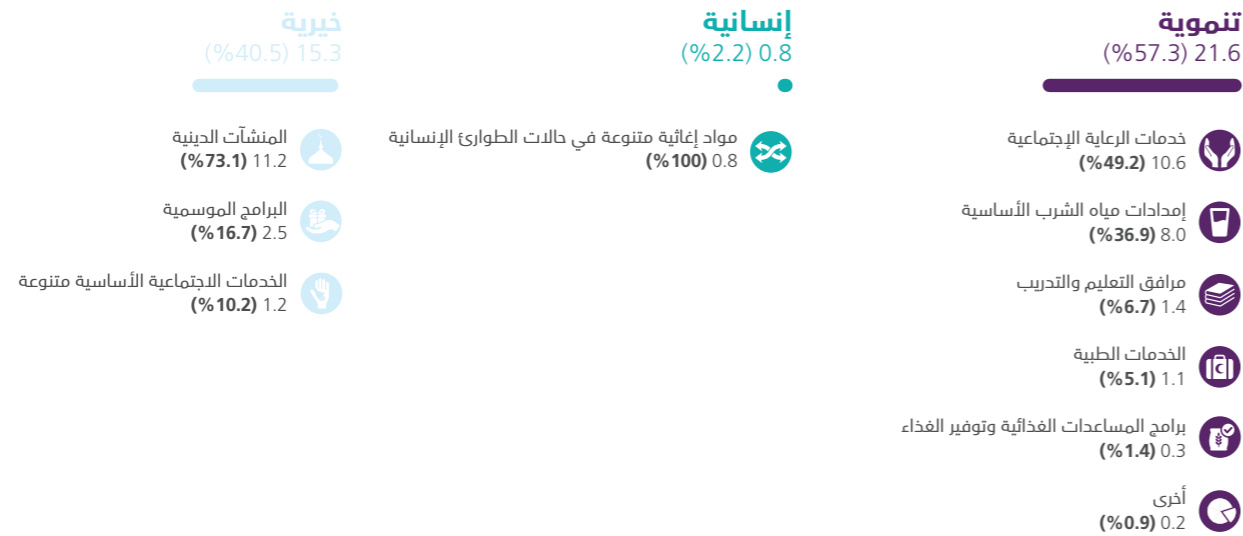 تنموية
21.6 (%57.3)
خدمات الرعاية الإجتماعية
10.6 (%49.2)
إمدادات مياه الشرب الأساسية
8.0 (%36.9)
مرافق التعليم والتدريب
1.4 (%6.7)
الخدمات الطبية
1.1 (%5.1)
برامج المساعدات الغذائية وتوفير الغذاء
0.3 (%1.4)
أخرى
0.2 (%0.9)
إنسانية
0.8 (%2.2)
مواد إغاثية متنوعة في حالات الطوارئ الإنسانية
0.8 (%100)
خيرية
15.3 (%40.5)
المنشآت الدينية
11.2 (%73.1)
البرامج الموسمية
2.5 (%16.7)
الخدمات الاجتماعية الأساسية متنوعة
1.2 (%10.2)